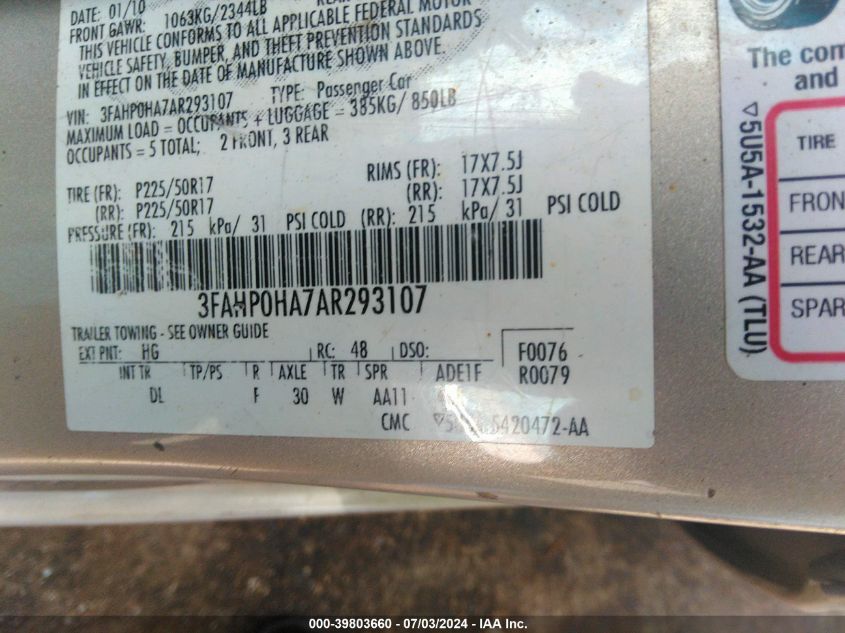 DATE: 01/10
FRONT GAWR: 1063KG/2344LB
THIS VEHICLE CONFORMS TO ALL APPLICABLE FEDERAL MOTOR
VEHICLE SAFETY, BUMPER, AND THEFT PREVENTION STANDARDS
IN EFFECT ON THE DATE OF MANUFACTURE SHOWN ABOVE.
VIN: 3FAHP0HA7AR293107 TYPE: Passenger Car
MAXIMUM LOAD = OCCUPANTS + LUGGAGE = 385KG/ 850LB
OCCUPANTS = 5 TOTAL; 2 FRONT, 3 REAR
TIRE (FR): P225/50R17 RIMS (FR): 17X7.5J
(RR): P225/50R17 (RR): 17X7.5J
PRESSURE (FR): 215 kPa/ 31 PSI COLD (RR): 215 kPa/ 31 PSI COLD
3FAHP0HA7AR293107
TRAILER TOWING - SEE OWNER GUIDE
EXT PNT: HG RC: 48 DSO: F0076
INT TR TP/PS R AXLE TR SPR ADE1F R0079
DL F 30 W AA11
CMC 5420472-AA
The com
and
5U5A-1532-AA (TLU)
TIRE
FRON
REAR
SPAR
000-39803660 - 07/03/2024 - IAA Inc.